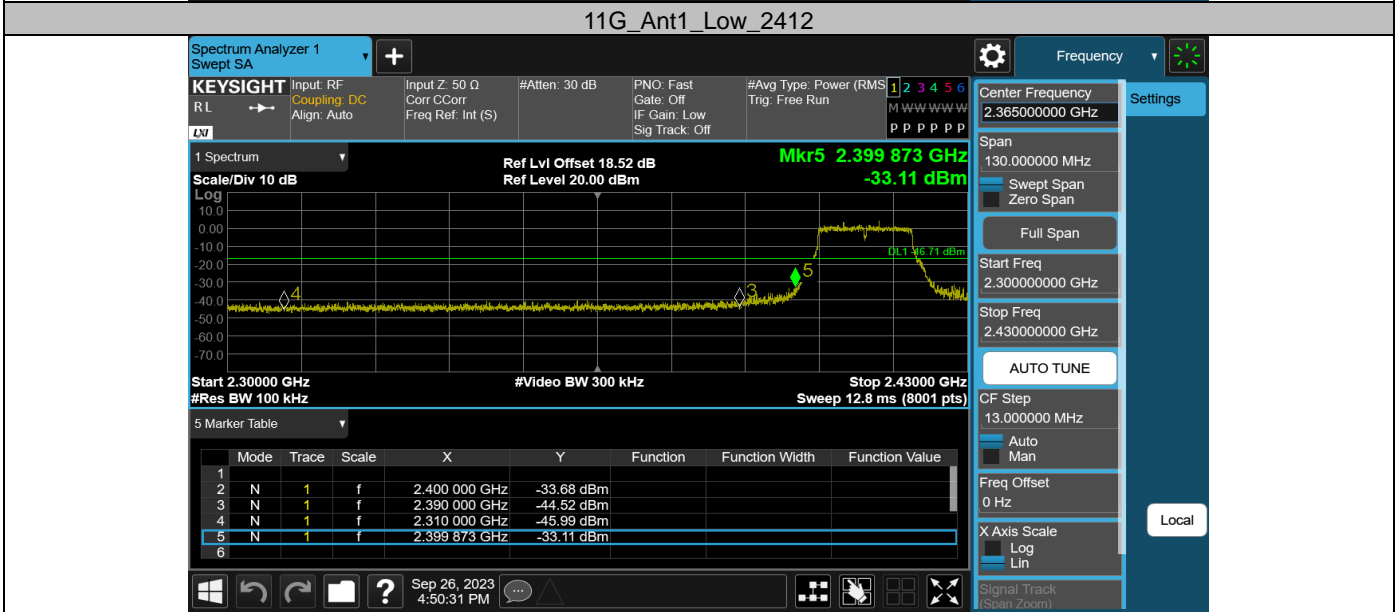 11G_Ant1_Low_2412
Spectrum Analyzer 1
Swept SA
+
Frequency
KEYSIGHT
RL
LXI
Input: RF
Coupling: DC
Align: Auto
Input Z: 50 Ω
Corr CCorr
Freq Ref: Int (S)
#Atten: 30 dB
PNO: Fast
Gate: Off
IF Gain: Low
Sig Track: Off
#Avg Type: Power (RMS
Trig: Free Run
1 2 3 4 5 6
M W W W W W
P P P P P P
1 Spectrum
Scale/Div 10 dB
Ref Lvl Offset 18.52 dB
Ref Level 20.00 dBm
Mkr5 2.399 873 GHz
-33.11 dBm
Log
10.0
0.00
-10.0
-20.0
-30.0
-40.0
-50.0
-60.0
-70.0
DL1 -16.71 dBm
4
3
5
Start 2.30000 GHz
#Video BW 300 kHz
Stop 2.43000 GHz
#Res BW 100 kHz
Sweep 12.8 ms (8001 pts)
5 Marker Table
Mode Trace Scale X Y Function Function Width Function Value
1
2 N 1 f 2.400 000 GHz -33.68 dBm
3 N 1 f 2.390 000 GHz -44.52 dBm
4 N 1 f 2.310 000 GHz -45.99 dBm
5 N 1 f 2.399 873 GHz -33.11 dBm
6
?
Sep 26, 2023
4:50:31 PM
Center Frequency
2.365000000 GHz
Settings
Span
130.000000 MHz
Swept Span
Zero Span
Full Span
Start Freq
2.300000000 GHz
Stop Freq
2.430000000 GHz
AUTO TUNE
CF Step
13.000000 MHz
Auto
Man
Freq Offset
0 Hz
Local
X Axis Scale
Log
Lin
Signal Track
(Span Zoom)